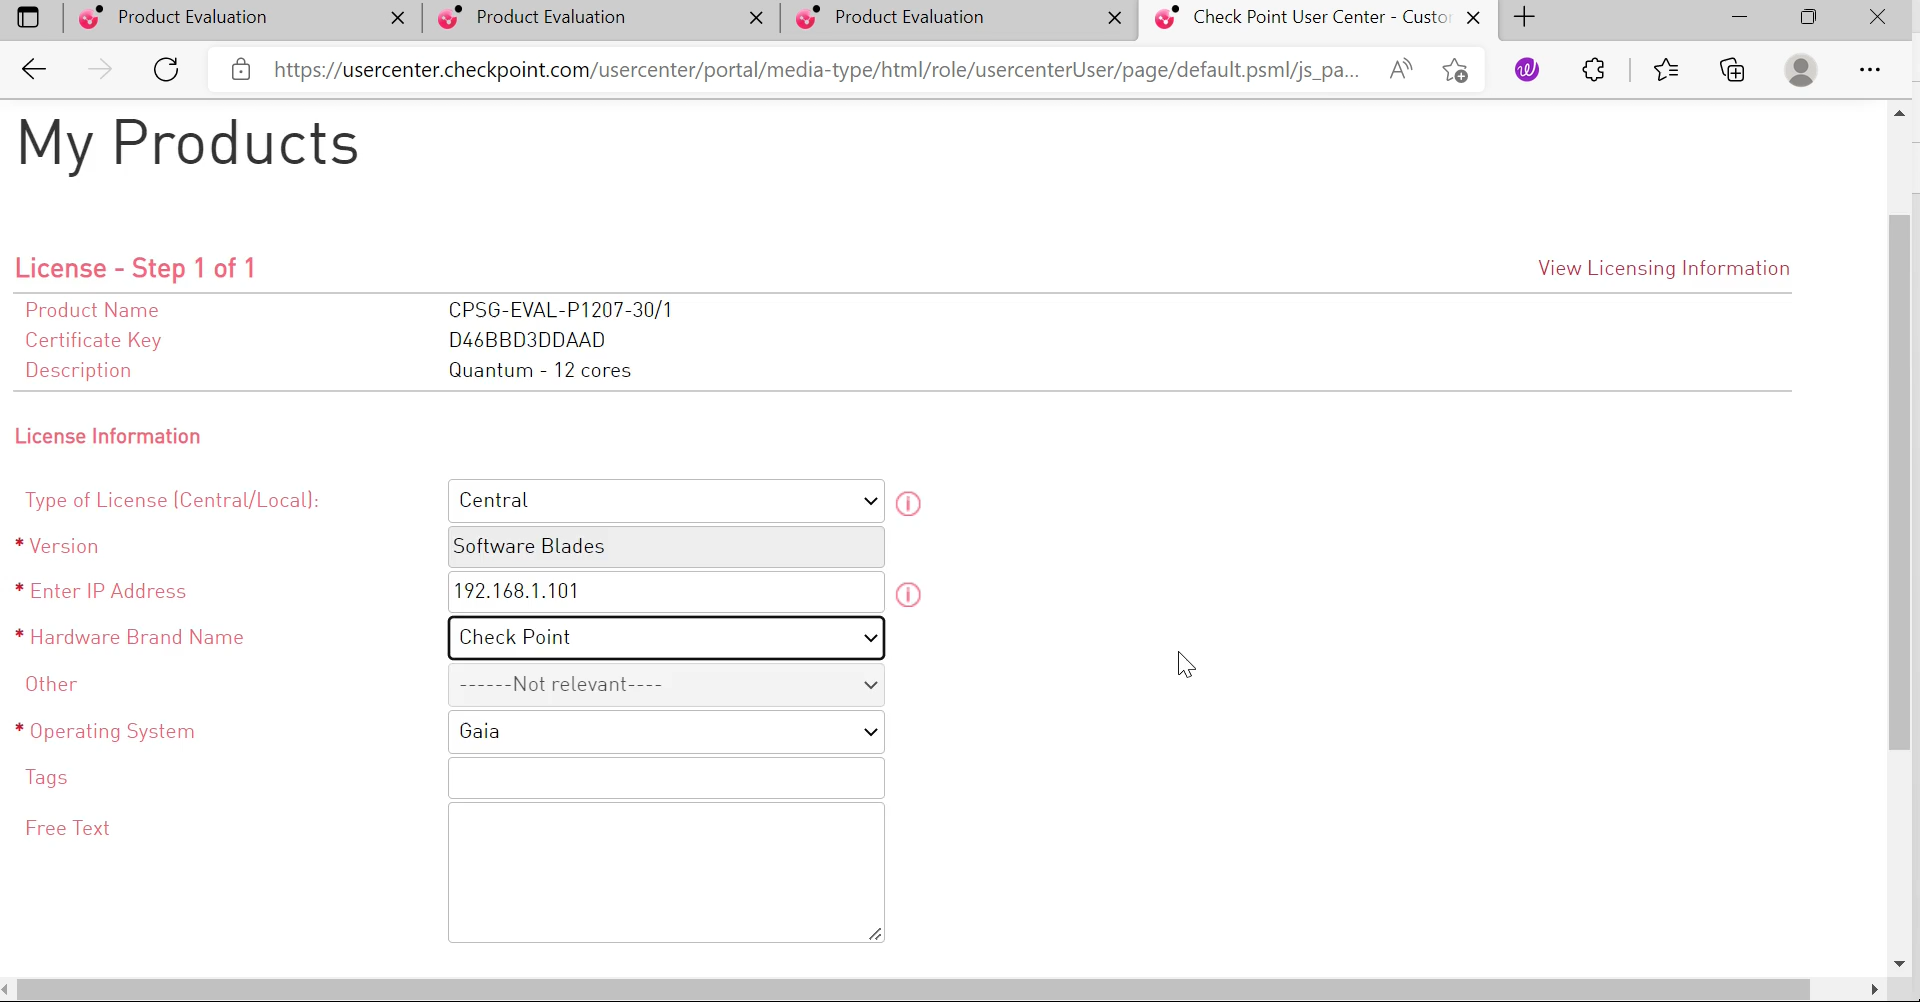 Product Evaluation
Product Evaluation
Product Evaluation
Check Point User Center - Custo
https://usercenter.checkpoint.com/usercenter/portal/media-type/html/role/usercenterUser/page/default.psml/js_pa...
My Products
License - Step 1 of 1
View Licensing Information
Product Name CPSG-EVAL-P1207-30/1
Certificate Key D46BBD3DDAAD
Description Quantum - 12 cores
License Information
Type of License (Central/Local): Central
* Version Software Blades
* Enter IP Address 192.168.1.101
* Hardware Brand Name Check Point
Other ------Not relevant----
* Operating System Gaia
Tags
Free Text